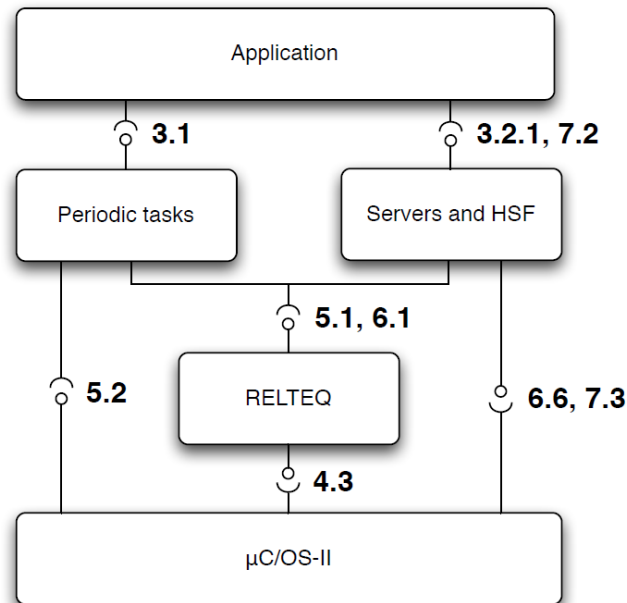 Application
3.1
3.2.1, 7.2
Periodic tasks
Servers and HSF
5.1, 6.1
5.2
RELTEQ
6.6, 7.3
4.3
µC/OS-II